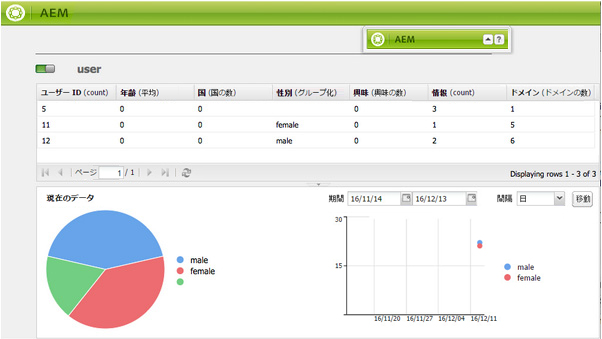 AEM
AEM
user
ユーザー ID (count) 年齢 (平均) 国 (国の数) 性別 (グループ化) 興味 (興味の数) 情報 (count) ドメイン (ドメインの数)
5 0 0 0 3 1
11 0 0 female 0 1 5
12 0 0 male 0 2 6
ページ 1 / 1 Displaying rows 1 - 3 of 3
現在のデータ 期間 16/11/14 16/12/13 間隔 日 移動
male
female
30
15
16/11/20 16/11/27 16/12/04 16/12/11
male
female